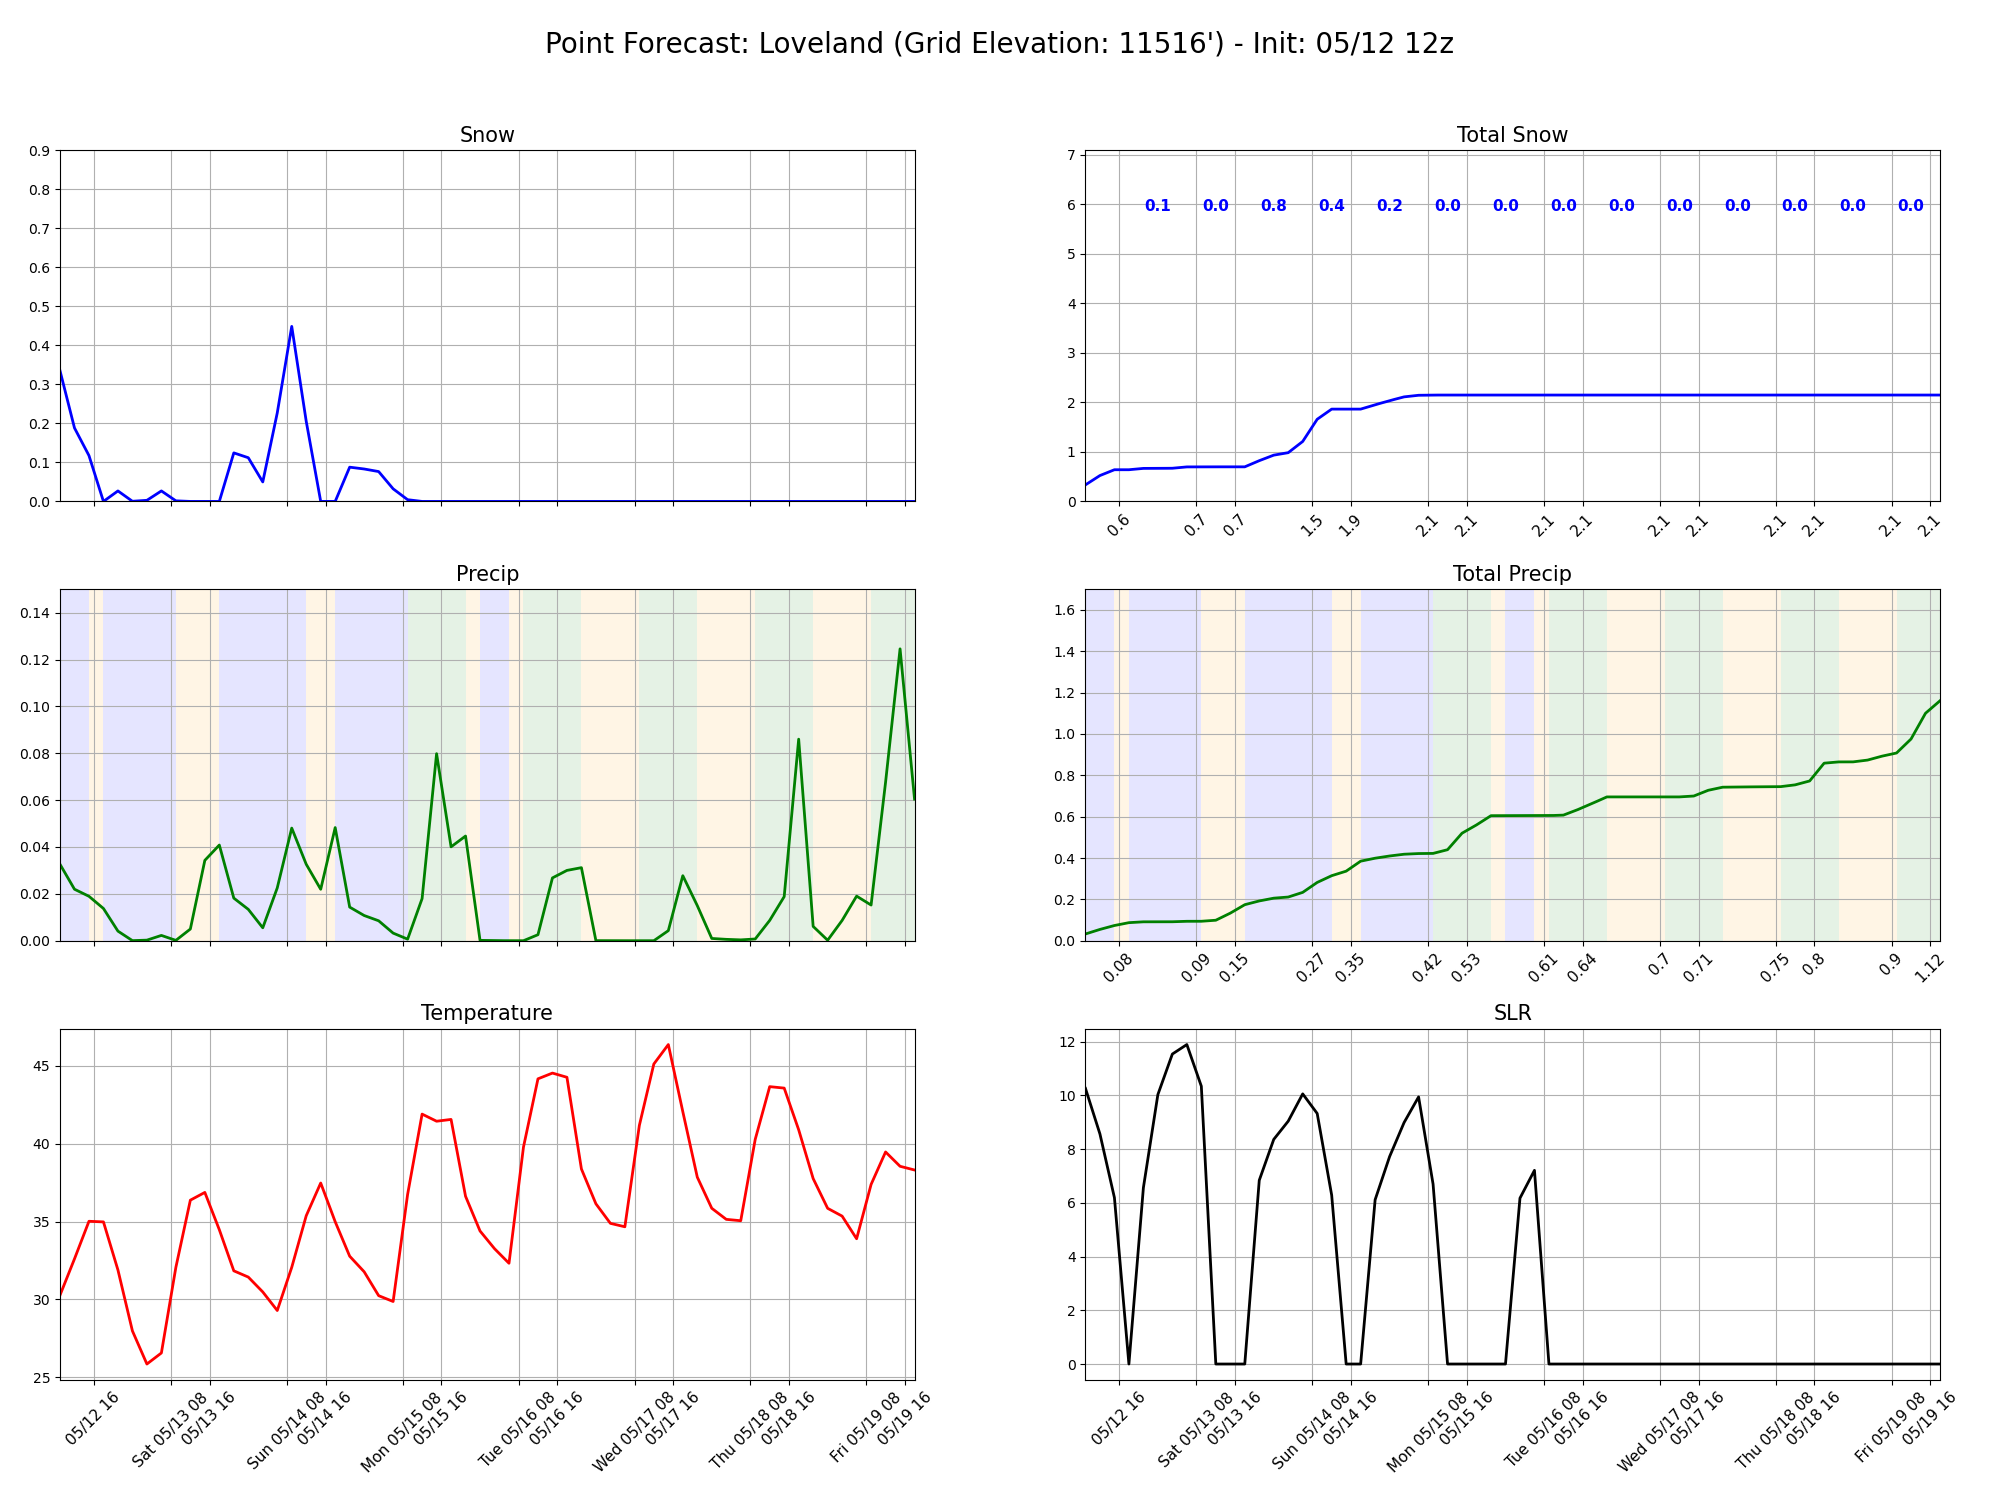 Point Forecast: Loveland (Grid Elevation: 11516') - Init: 05/12 12z
Snow
0.9
0.8
0.7
0.6
0.5
0.4
0.3
0.2
0.1
0.0
Total Snow
7
6
5
4
3
2
1
0
0.1 0.0 0.8 0.4 0.2 0.0 0.0 0.0 0.0 0.0 0.0 0.0 0.0 0.0
0.6 0.7 0.7 1.5 1.9 2.1 2.1 2.1 2.1 2.1 2.1 2.1 2.1 2.1 2.1
Precip
0.14
0.12
0.10
0.08
0.06
0.04
0.02
0.00
Total Precip
1.6
1.4
1.2
1.0
0.8
0.6
0.4
0.2
0.0
0.08 0.09 0.15 0.27 0.35 0.42 0.53 0.61 0.64 0.7 0.71 0.75 0.8 0.9 1.12
Temperature
45
40
35
30
25
05/12 16
Sat 05/13 08
05/13 16
Sun 05/14 08
05/14 16
Mon 05/15 08
05/15 16
Tue 05/16 08
05/16 16
Wed 05/17 08
05/17 16
Thu 05/18 08
05/18 16
Fri 05/19 08
05/19 16
SLR
12
10
8
6
4
2
0
05/12 16
Sat 05/13 08
05/13 16
Sun 05/14 08
05/14 16
Mon 05/15 08
05/15 16
Tue 05/16 08
05/16 16
Wed 05/17 08
05/17 16
Thu 05/18 08
05/18 16
Fri 05/19 08
05/19 16